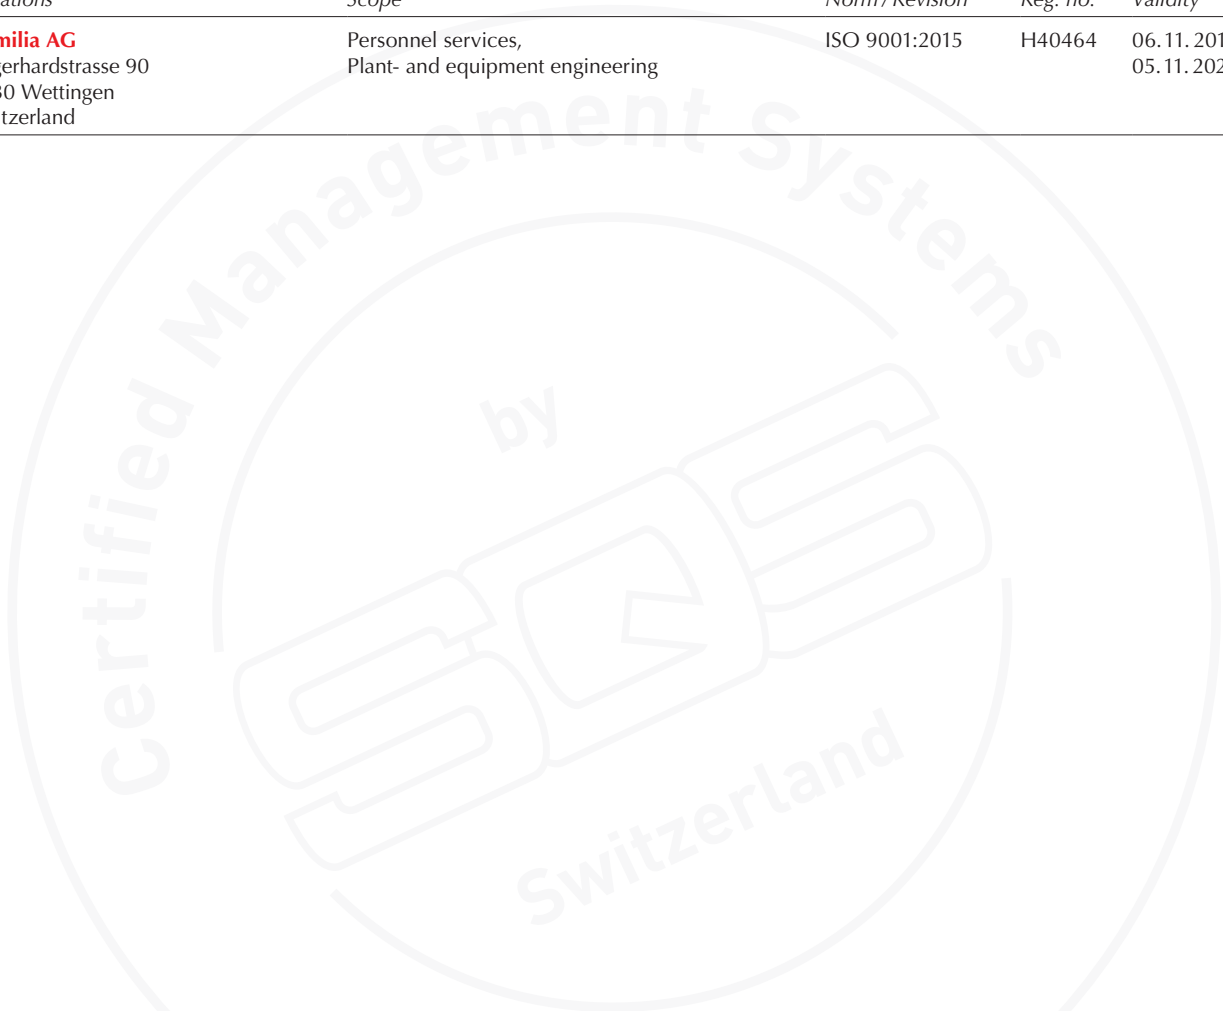 ations Scope Norm / Revision Reg. no. Validity
milia AG Personnel services, ISO 9001:2015 H40464 06. 11. 201
gerhardstrasse 90 Plant- and equipment engineering 05. 11. 202
30 Wettingen
tzerland
Certified Management Systems
by
SQS
Switzerland